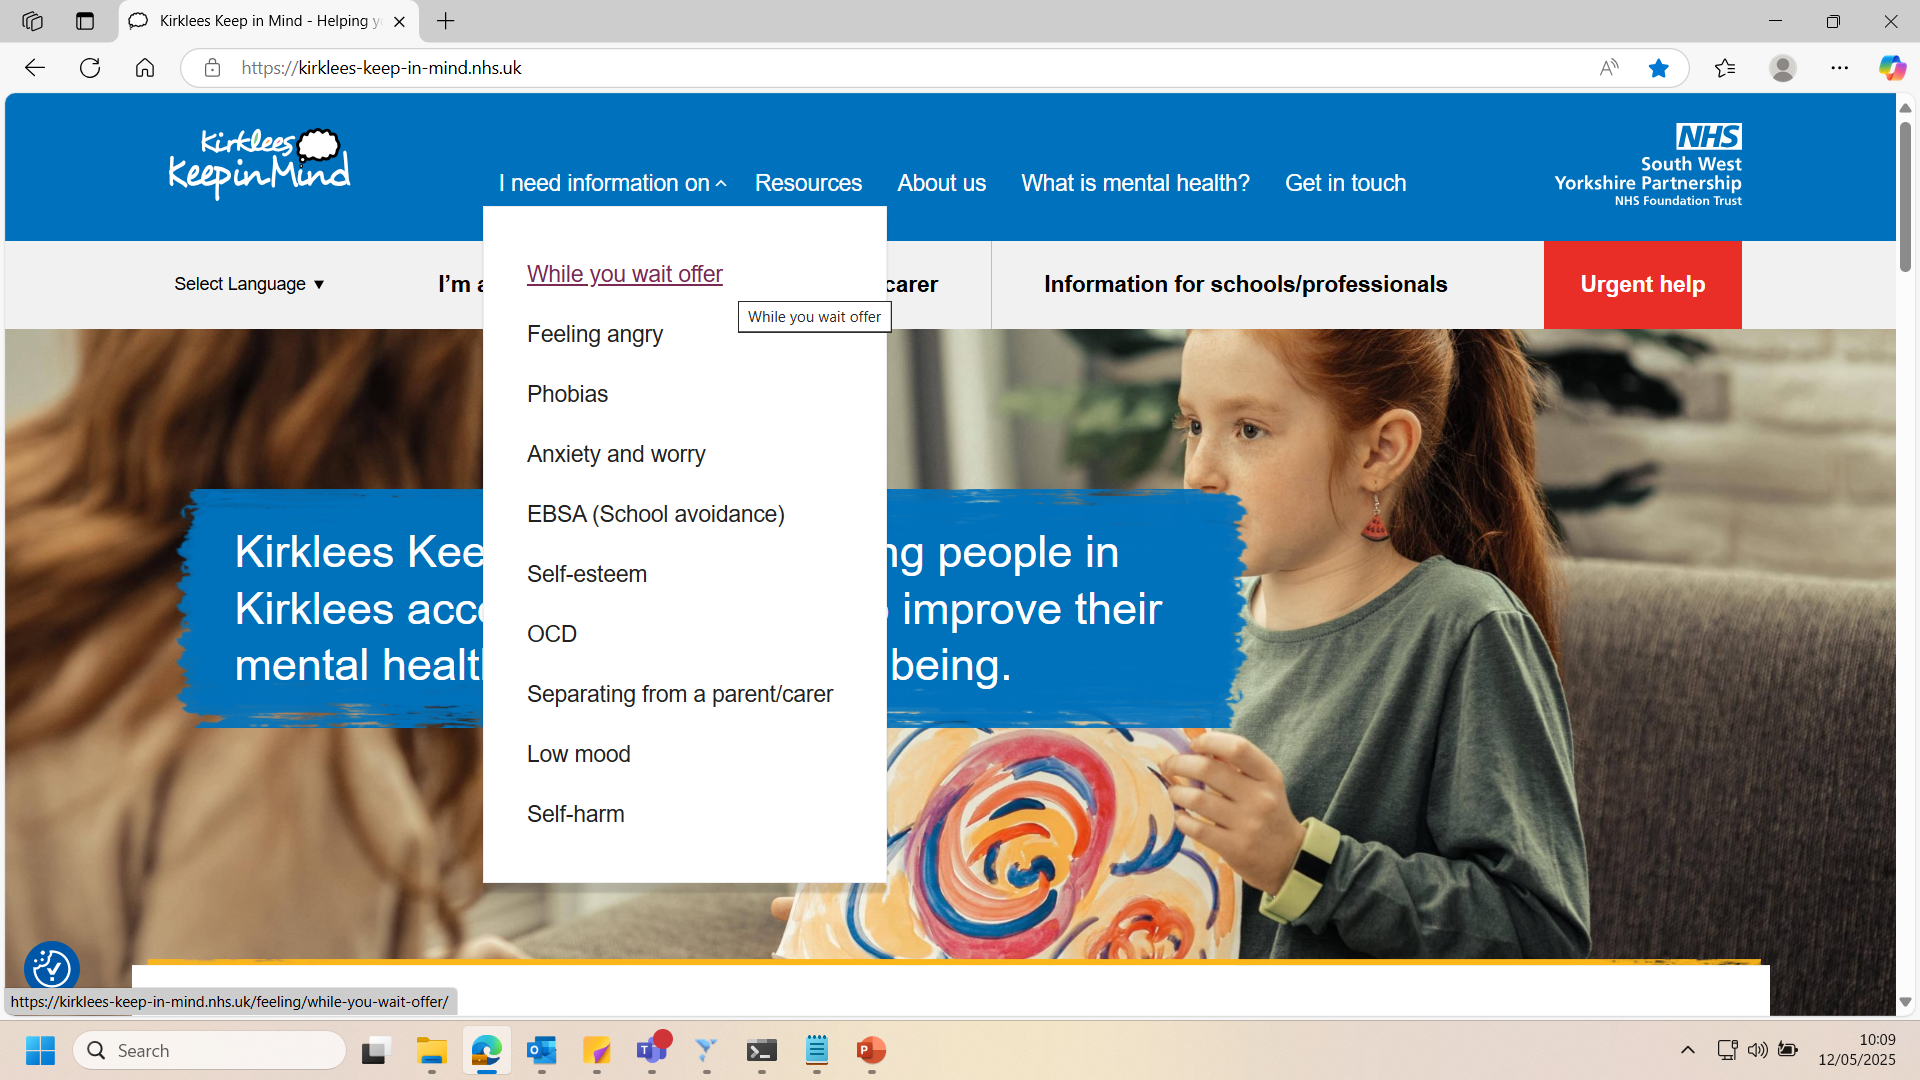 Kirklees Keep in Mind - Helping y
https://kirklees-keep-in-mind.nhs.uk
Kirklees
Keep in Mind
I need information on
Resources
About us
What is mental health?
Get in touch
NHS
South West
Yorkshire Partnership
NHS Foundation Trust
Select Language ▼
I'm a
carer
Information for schools/professionals
Urgent help
While you wait offer
While you wait offer
Feeling angry
Phobias
Anxiety and worry
EBSA (School avoidance)
Self-esteem
OCD
Separating from a parent/carer
Low mood
Self-harm
Kirklees Kee
ng people in
Kirklees acc
improve their
mental healt
being.
https://kirklees-keep-in-mind.nhs.uk/feeling/while-you-wait-offer/
Search
10:09
12/05/2025